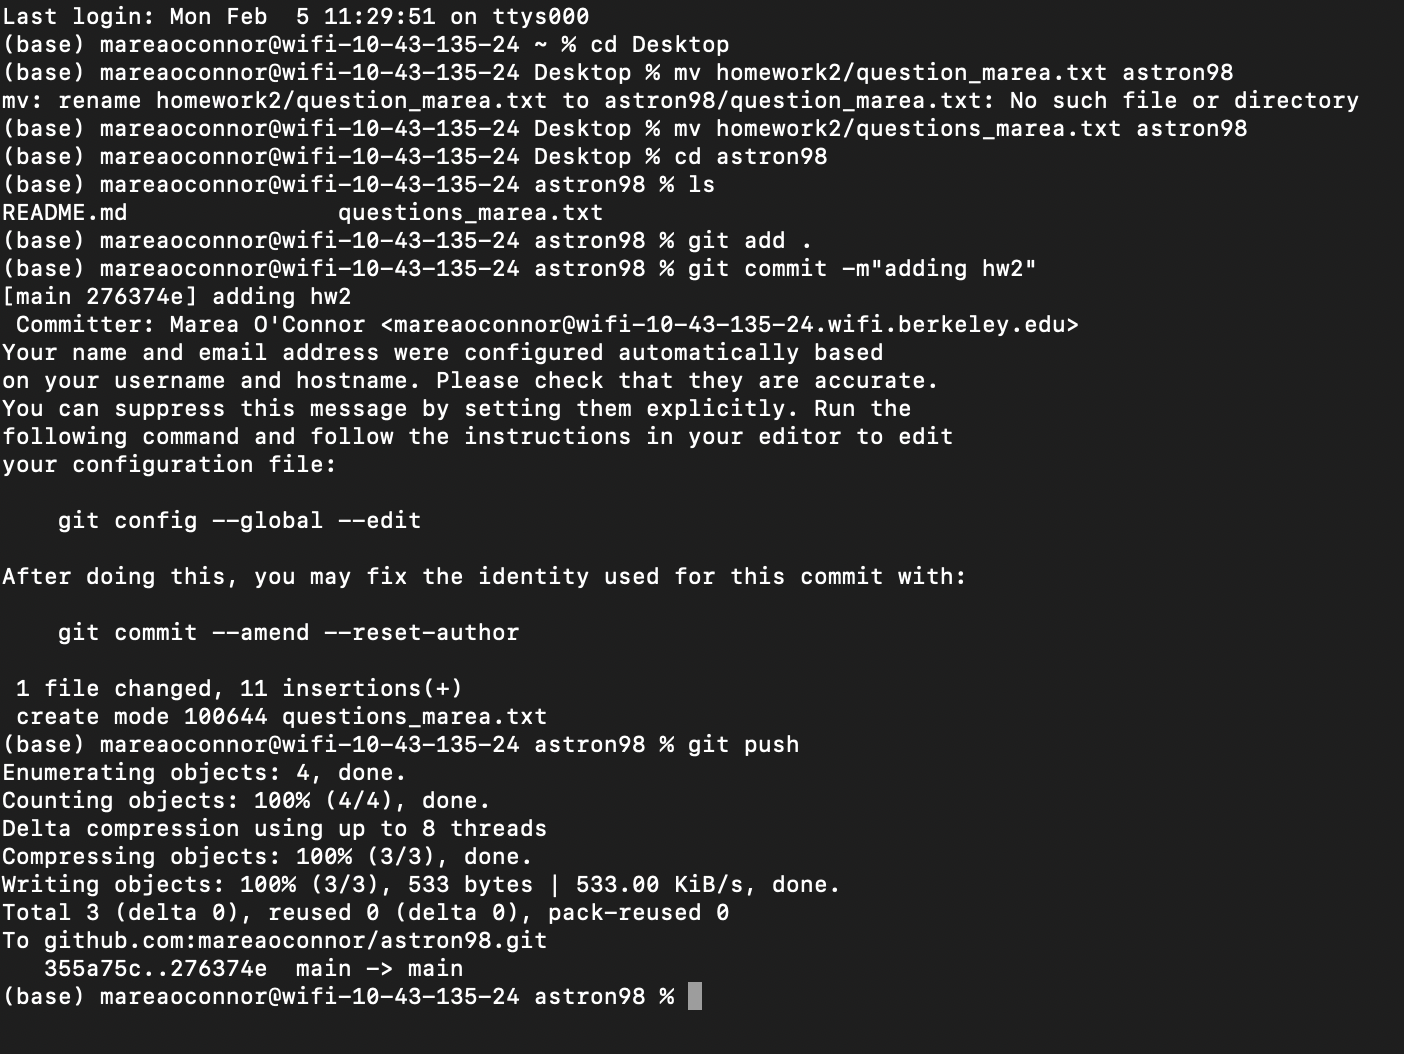 Last login: Mon Feb  5 11:29:51 on ttys000
(base) mareaoconnor@wifi-10-43-135-24 ~ % cd Desktop
(base) mareaoconnor@wifi-10-43-135-24 Desktop % mv homework2/question_marea.txt astron98
mv: rename homework2/question_marea.txt to astron98/question_marea.txt: No such file or directory
(base) mareaoconnor@wifi-10-43-135-24 Desktop % mv homework2/questions_marea.txt astron98
(base) mareaoconnor@wifi-10-43-135-24 Desktop % cd astron98
(base) mareaoconnor@wifi-10-43-135-24 astron98 % ls
README.md               questions_marea.txt
(base) mareaoconnor@wifi-10-43-135-24 astron98 % git add .
(base) mareaoconnor@wifi-10-43-135-24 astron98 % git commit -m"adding hw2"
[main 276374e] adding hw2
 Committer: Marea O'Connor <mareaoconnor@wifi-10-43-135-24.wifi.berkeley.edu>
Your name and email address were configured automatically based
on your username and hostname. Please check that they are accurate.
You can suppress this message by setting them explicitly. Run the
following command and follow the instructions in your editor to edit
your configuration file:

    git config --global --edit

After doing this, you may fix the identity used for this commit with:

    git commit --amend --reset-author

 1 file changed, 11 insertions(+)
 create mode 100644 questions_marea.txt
(base) mareaoconnor@wifi-10-43-135-24 astron98 % git push
Enumerating objects: 4, done.
Counting objects: 100% (4/4), done.
Delta compression using up to 8 threads
Compressing objects: 100% (3/3), done.
Writing objects: 100% (3/3), 533 bytes | 533.00 KiB/s, done.
Total 3 (delta 0), reused 0 (delta 0), pack-reused 0
To github.com:mareaoconnor/astron98.git
   355a75c..276374e  main -> main
(base) mareaoconnor@wifi-10-43-135-24 astron98 %